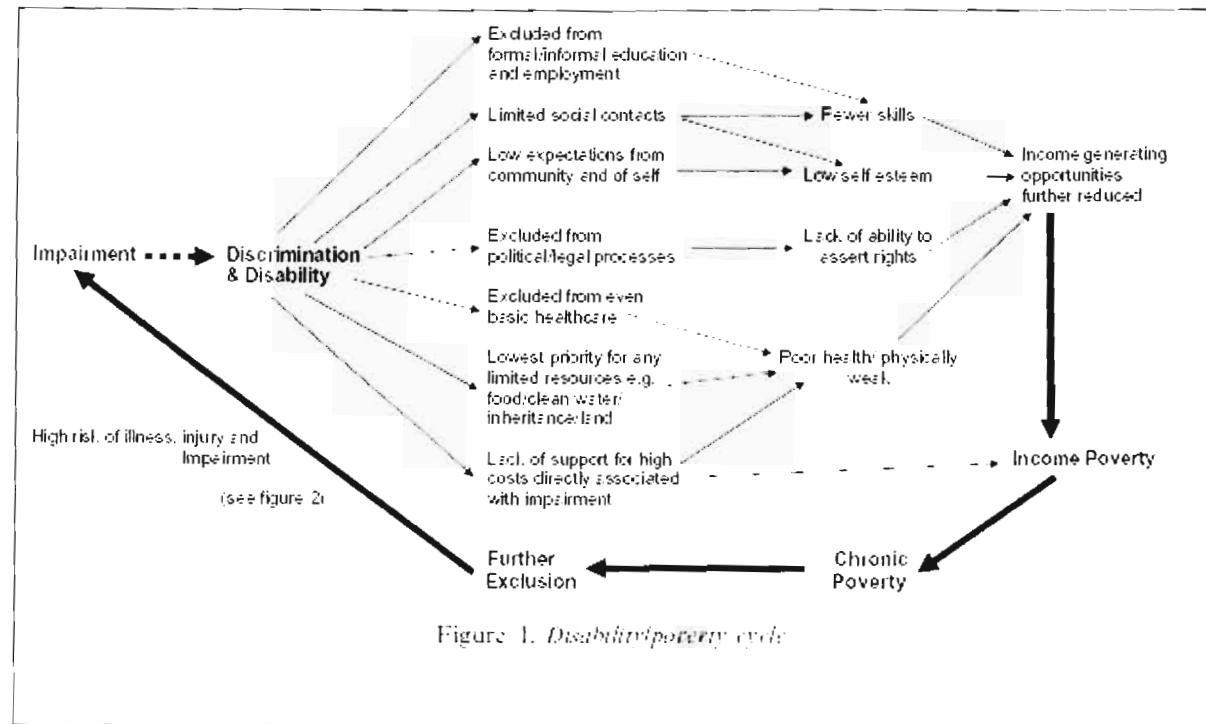 Excluded from
formal/informal education
and employment
Limited social contacts
Fewer skills
Low expectations from
community and of self
Low self esteem
Income generating
opportunities
further reduced
Impairment
Discrimination
& Disability
Excluded from
political/legal processes
Lack of ability to
assert rights
Excluded from even
basic healthcare
Lowest priority for any
limited resources e.g.
food/clean water/
inheritance/land
Poor health/ physically
weak
High risk of illness, injury and
Impairment
(see figure 2)
Lack of support for high
costs directly associated
with impairment
Income Poverty
Further
Exclusion
Chronic
Poverty
Figure 1. Disability/poverty cycle